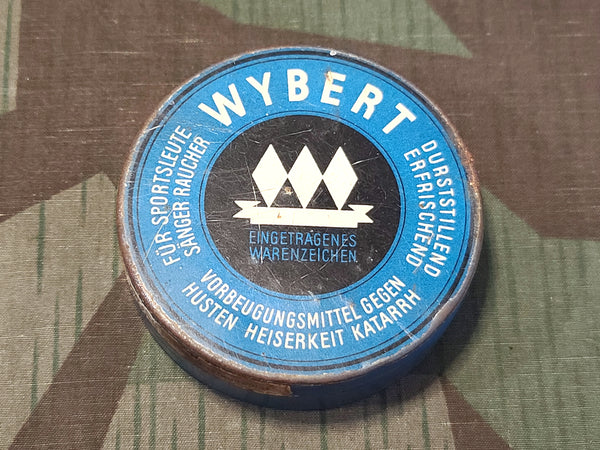 WYBERT
FÜR SPORTSLEUTE
SÄNGER RAUCHER
DURSTSTILLEND
ERFRISCHEND
EINGETRAGENES
WARENZEICHEN
VORBEUGUNGSMITTEL GEGEN
HUSTEN HEISERKEIT KATARRH